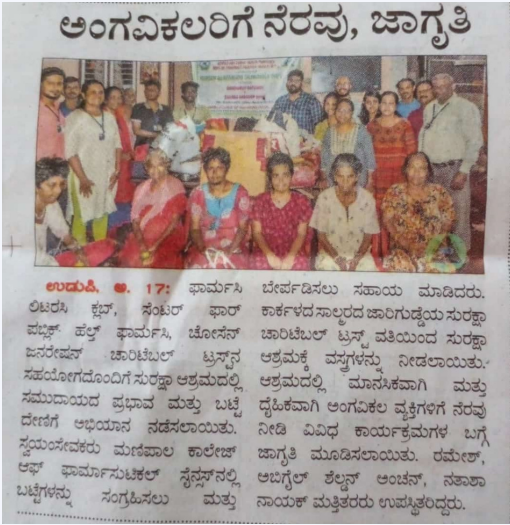 ಅಂಗವಿಕಲರಿಗೆ ನೆರವು, ಜಾಗೃತಿ
ಉಡುಪಿ, ಅ. 17: ಫಾರ್ಮಸಿ
ಲಿಟರಸಿ ಕ್ಲಬ್, ಸೆಂಟರ್ ಫಾರ್
ಪಬ್ಲಿಕ್ ಹೆಲ್ತ್ ಫಾರ್ಮಸಿ, ಚೋಸೆನ್
ಜನರೇಷನ್ ಚಾರಿಟೆಬಲ್ ಟ್ರಸ್ಟ್‌ನ
ಸಹಯೋಗದೊಂದಿಗೆ ಸುರಕ್ಷಾ ಆಶ್ರಮದಲ್ಲಿ
ಸಮುದಾಯದ ಪ್ರಭಾವ ಮತ್ತು ಬಟ್ಟೆ
ದೇಣಿಗೆ ಅಭಿಯಾನ ನಡೆಸಲಾಯಿತು.
ಸ್ವಯಂಸೇವಕರು ಮಣಿಪಾಲ ಕಾಲೇಜ್
ಆಫ್ ಫಾರ್ಮಾಸುಟಿಕಲ್ ಸೈನ್ಸಸ್‌ನಲ್ಲಿ
ಬಟ್ಟೆಗಳನ್ನು ಸಂಗ್ರಹಿಸಲು ಮತ್ತು
ಬೇರ್ಪಡಿಸಲು ಸಹಾಯ ಮಾಡಿದರು.
ಕಾರ್ಕಳದ ಸಾಲ್ಮರದ ಜಾರಿಗುಡ್ಡೆಯ ಸುರಕ್ಷಾ
ಚಾರಿಟೆಬಲ್ ಟ್ರಸ್ಟ್ ವತಿಯಿಂದ ಸುರಕ್ಷಾ
ಆಶ್ರಮಕ್ಕೆ ವಸ್ತ್ರಗಳನ್ನು ನೀಡಲಾಯಿತು.
ಆಶ್ರಮದಲ್ಲಿ ಮಾನಸಿಕವಾಗಿ ಮತ್ತು
ದೈಹಿಕವಾಗಿ ಅಂಗವಿಕಲ ವ್ಯಕ್ತಿಗಳಿಗೆ ನೆರವು
ನೀಡಿ ವಿವಿಧ ಕಾರ್ಯಕ್ರಮಗಳ ಬಗ್ಗೆ
ಜಾಗೃತಿ ಮೂಡಿಸಲಾಯಿತು. ರಮೇಶ್,
ಅಬಿಗೈಲ್ ಶೆಲ್ಡನ್ ಅಂಚನ್, ನತಾಶಾ
ನಾಯಕ್ ಮತ್ತಿತರರು ಉಪಸ್ಥಿತರಿದ್ದರು.